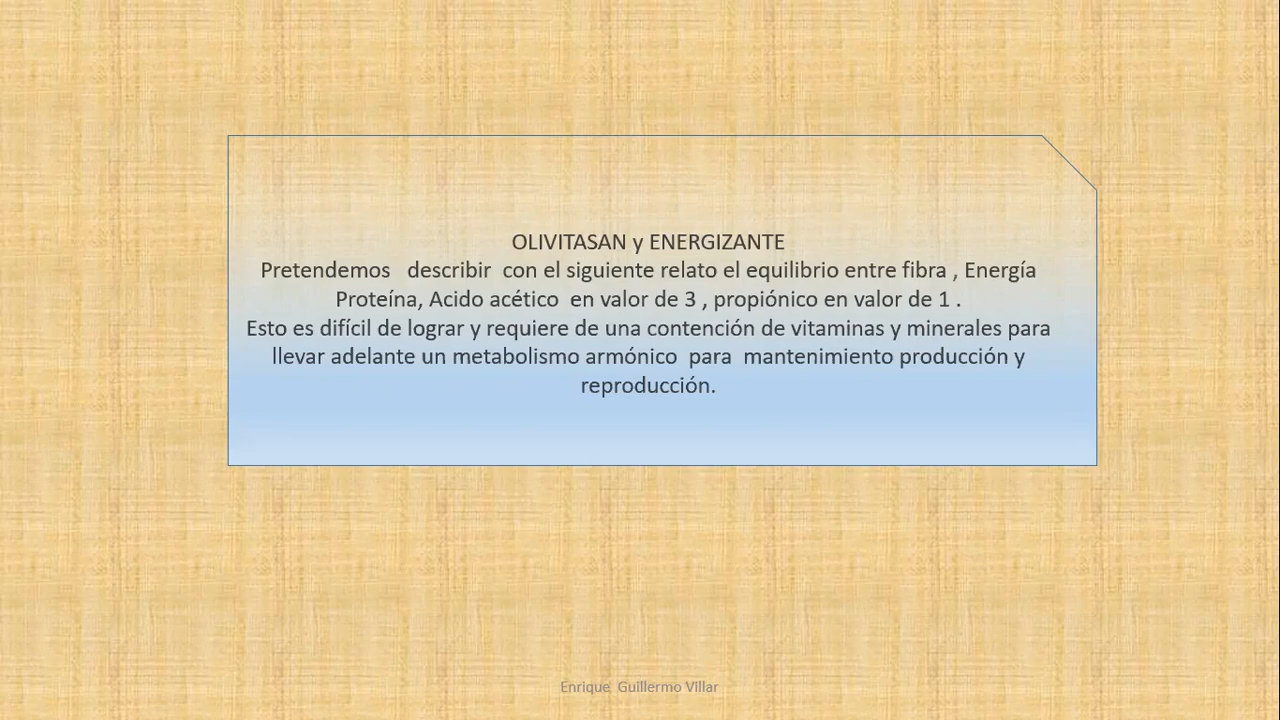 OLIVITASAN y ENERGIZANTE
Pretendemos describir con el siguiente relato el equilibrio entre fibra , Energía
Proteína, Acido acético en valor de 3 , propiónico en valor de 1 .
Esto es difícil de lograr y requiere de una contención de vitaminas y minerales para
llevar adelante un metabolismo armónico para mantenimiento producción y
reproducción.
Enrique Guillermo Villar